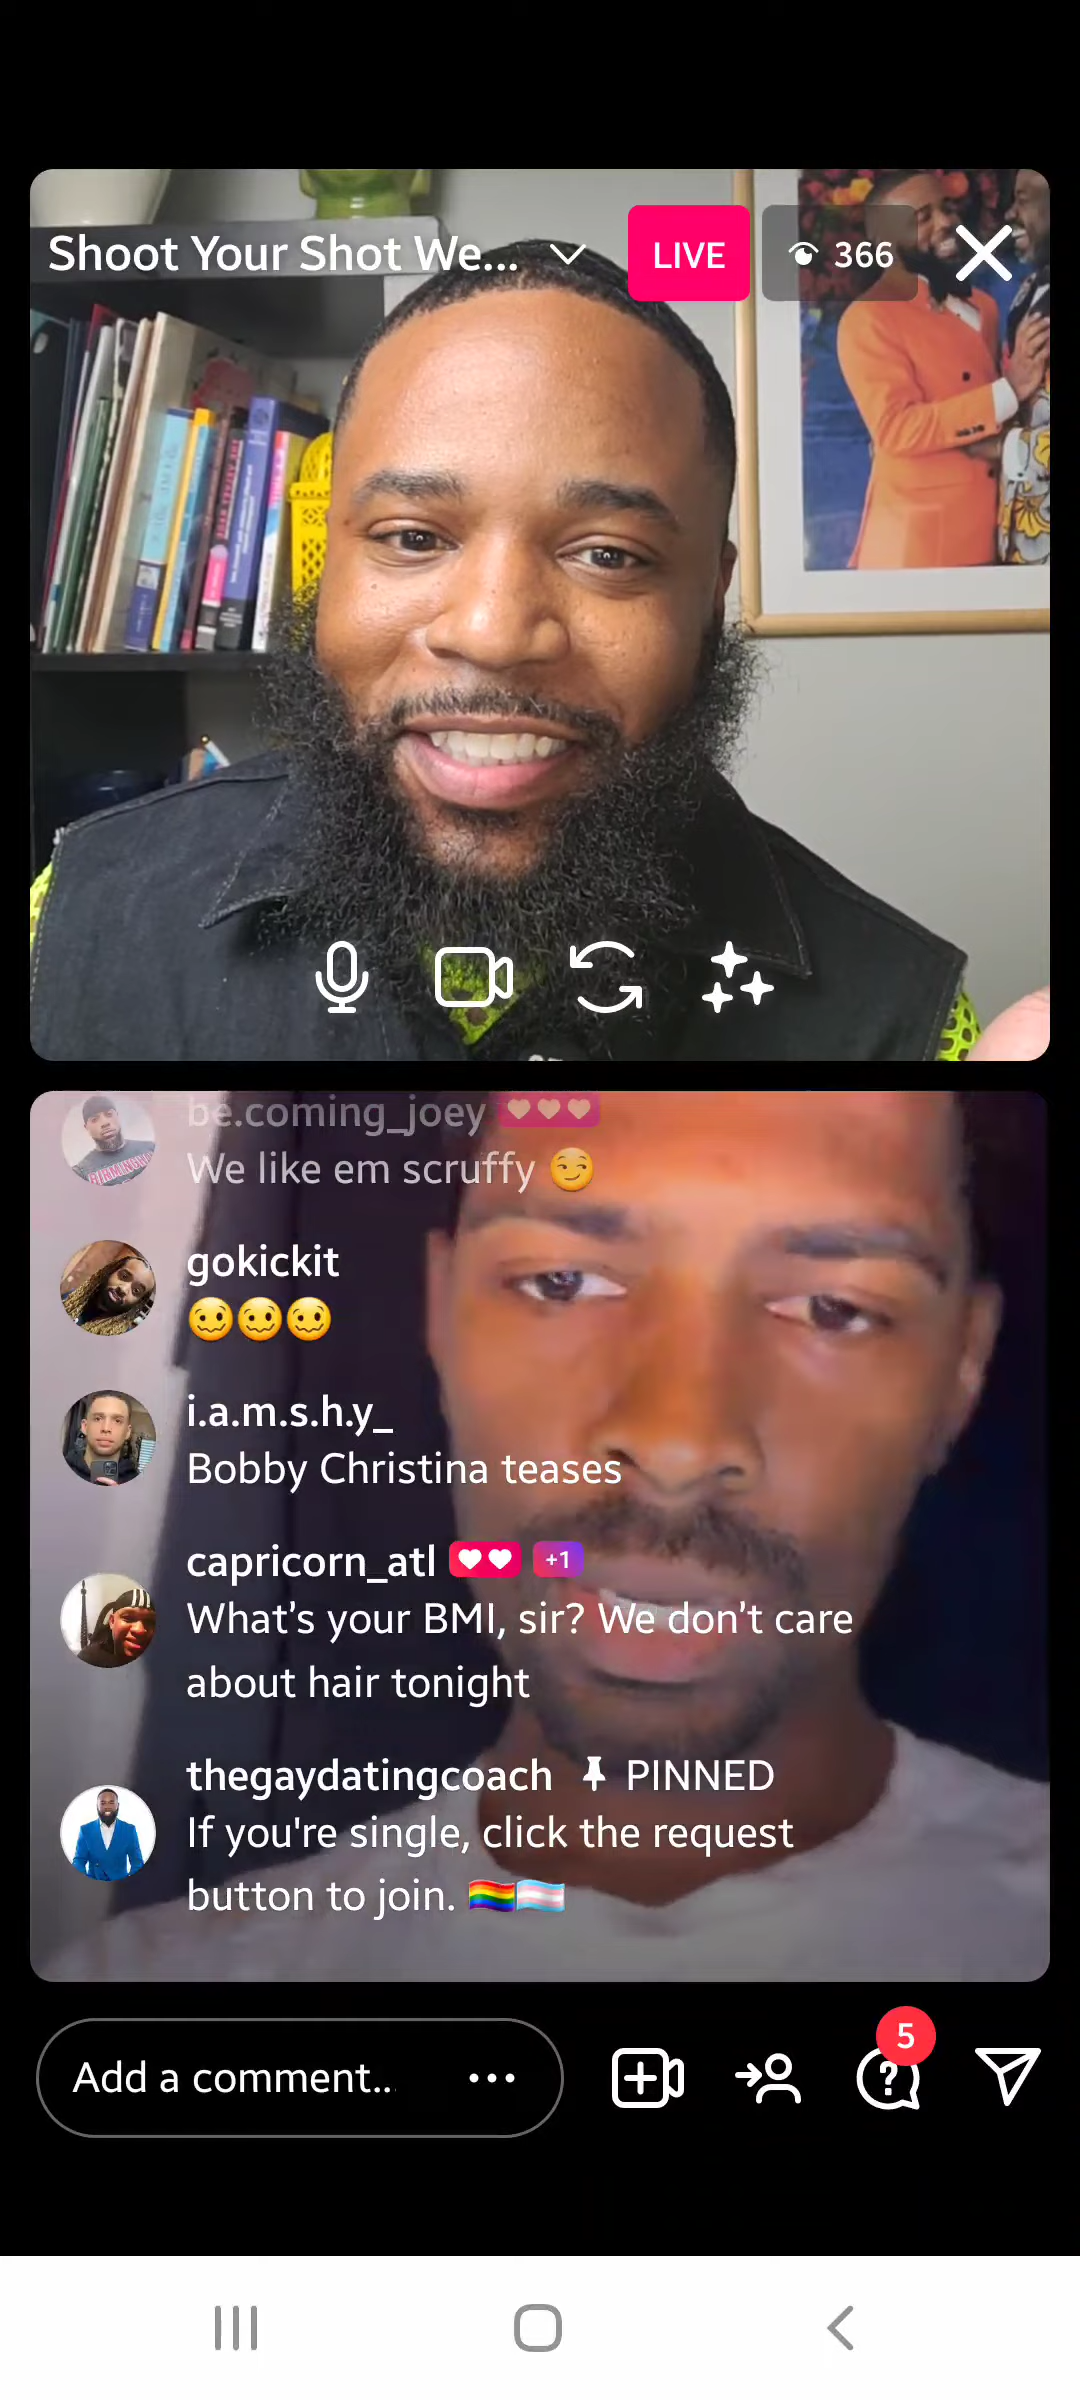 Shoot Your Shot We...
LIVE
366
be.coming_joey
We like em scruffy 😏
gokickit
🥴🥴🥴
i.a.m.s.h.y_
Bobby Christina teases
capricorn_atl +1
What's your BMI, sir? We don't care
about hair tonight
thegaydatingcoach PINNED
If you're single, click the request
button to join. 🏳️‍🌈🏳️‍⚧️
5
Add a comment...